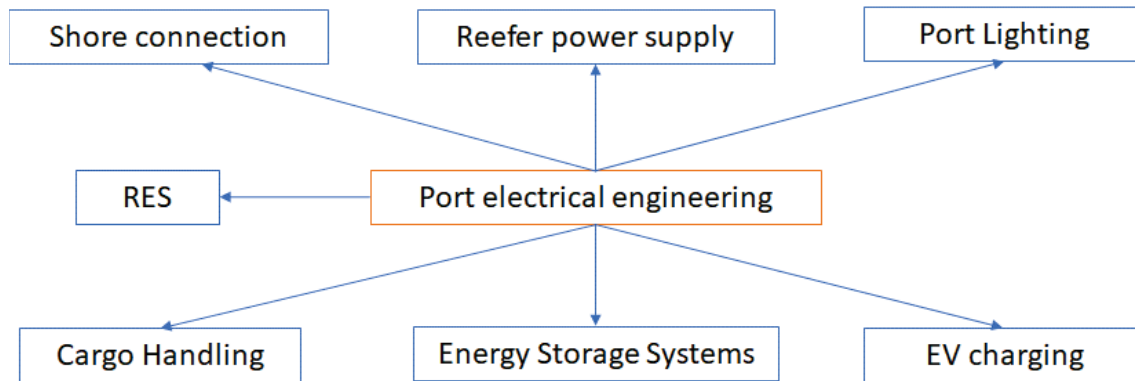 Shore connection
Reefer power supply
Port Lighting
RES
Port electrical engineering
Cargo Handling
Energy Storage Systems
EV charging